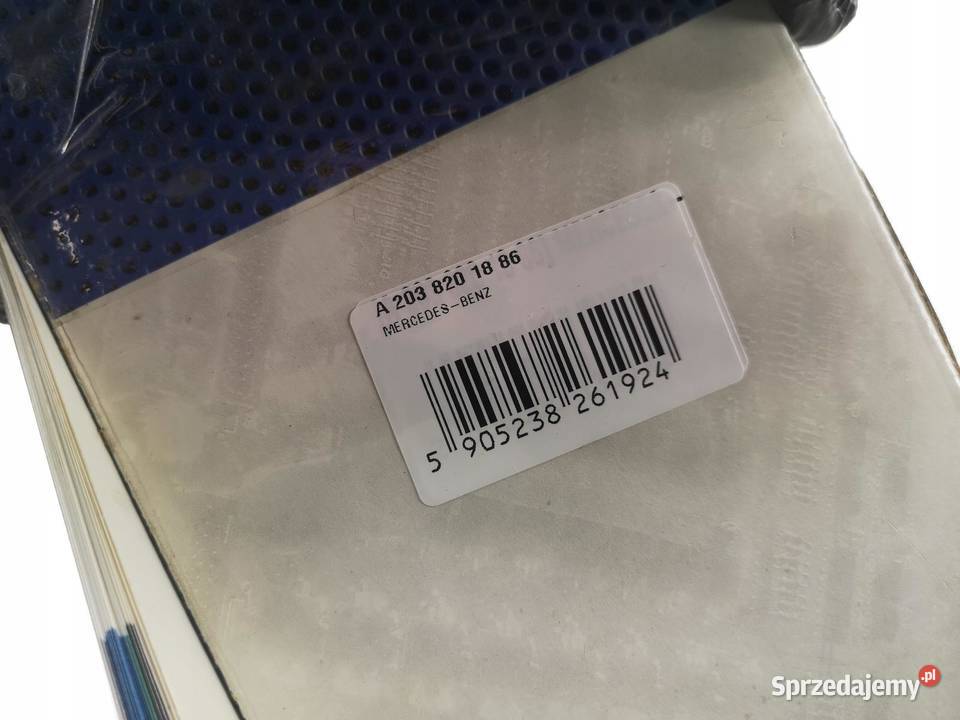 A 203 820 18 86
MERCEDES-BENZ
5 905238 261924
Sprzedajemy.pl